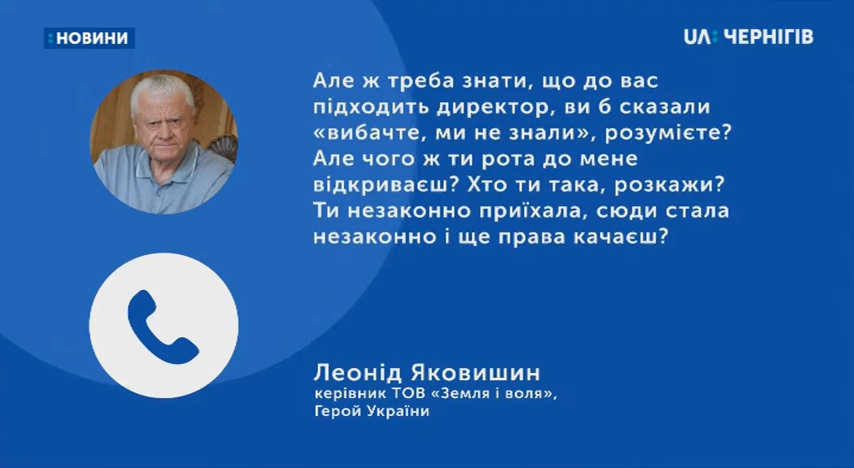 :НОВИНИ
UA: ЧЕРНІГІВ
Але ж треба знати, що до вас
підходить директор, ви б сказали
«вибачте, ми не знали», розумієте?
Але чого ж ти рота до мене
відкриваєш? Хто ти така, розкажи?
Ти незаконно приїхала, сюди стала
незаконно і ще права качаєш?
Леонід Яковишин
керівник ТОВ «Земля і воля»,
Герой України